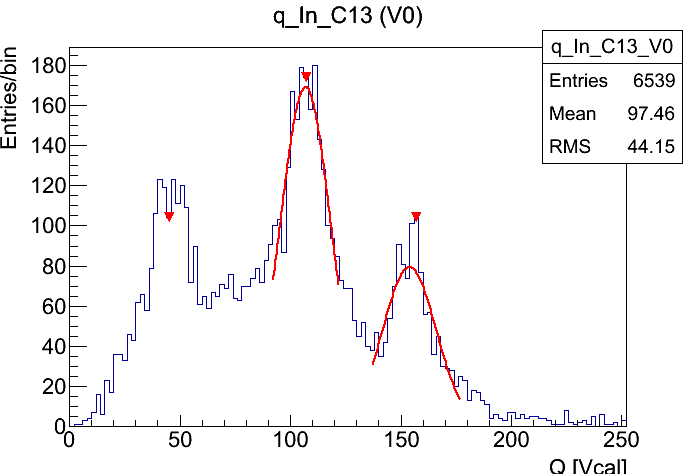 q_In_C13 (V0)
q_In_C13_V0
Entries 6539
Mean 97.46
RMS 44.15
Entries/bin
180
160
140
120
100
80
60
40
20
0
0 50 100 150 200 250
Q [Vcal]